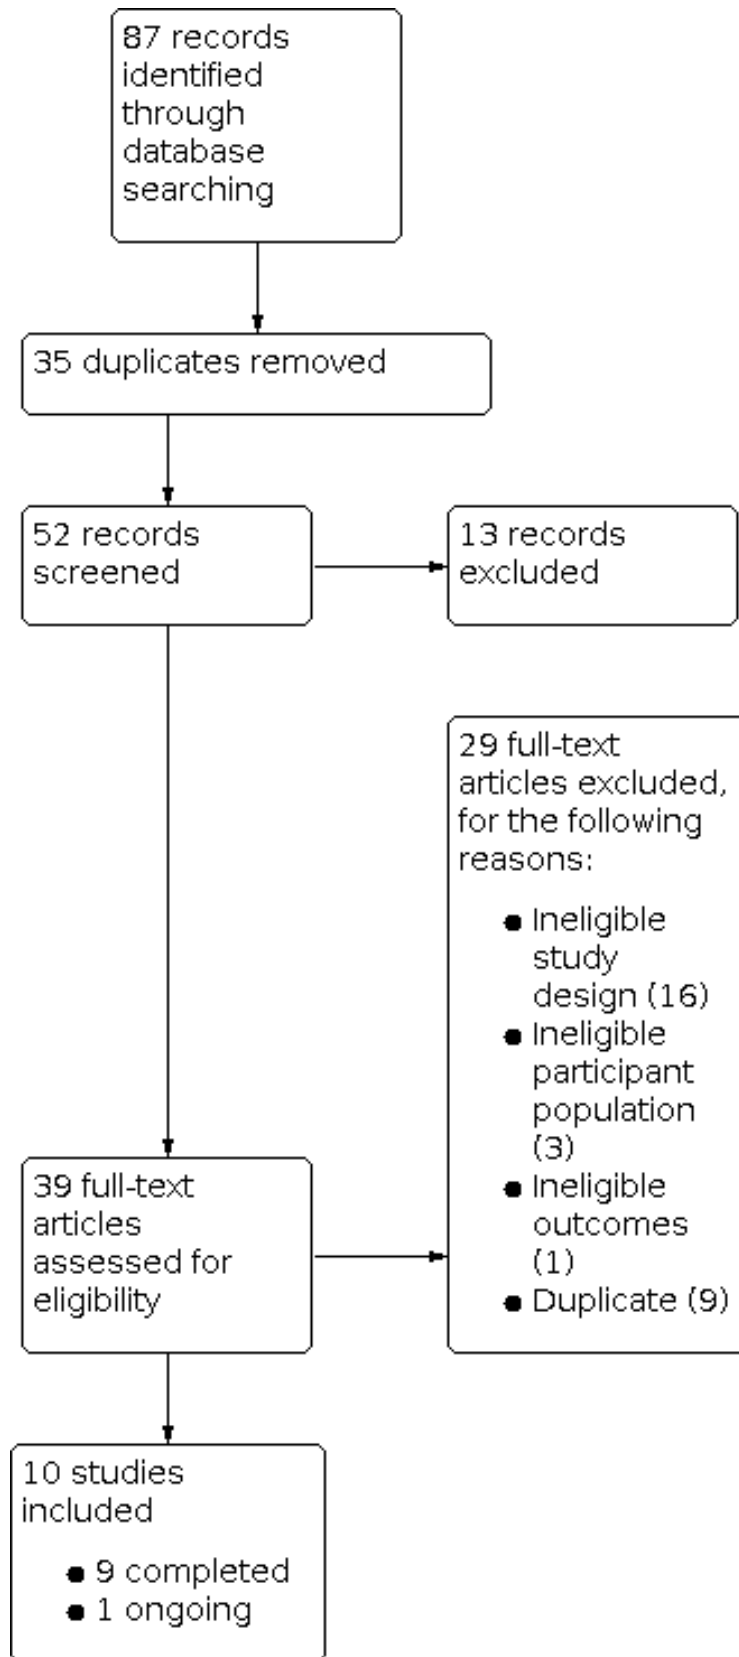 87 records
identified
through
database
searching
35 duplicates removed
52 records
screened
13 records
excluded
29 full-text
articles excluded,
for the following
reasons:
● Ineligible
study
design (16)
● Ineligible
participant
population
(3)
● Ineligible
outcomes
(1)
● Duplicate (9)
39 full-text
articles
assessed for
eligibility
10 studies
included
● 9 completed
● 1 ongoing